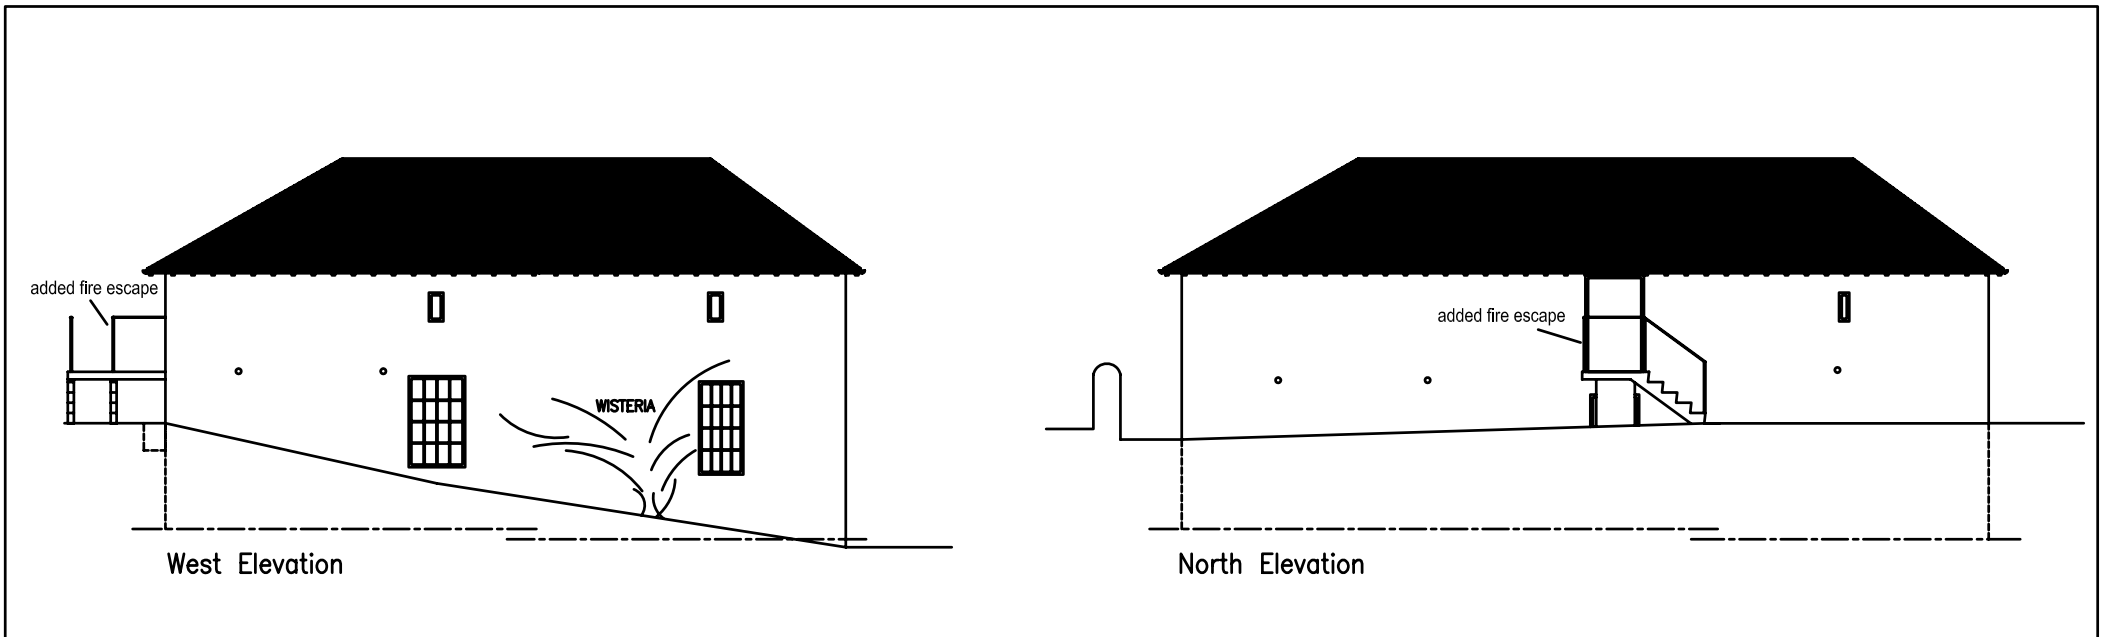 added fire escape
WISTERIA
West Elevation
added fire escape
North Elevation